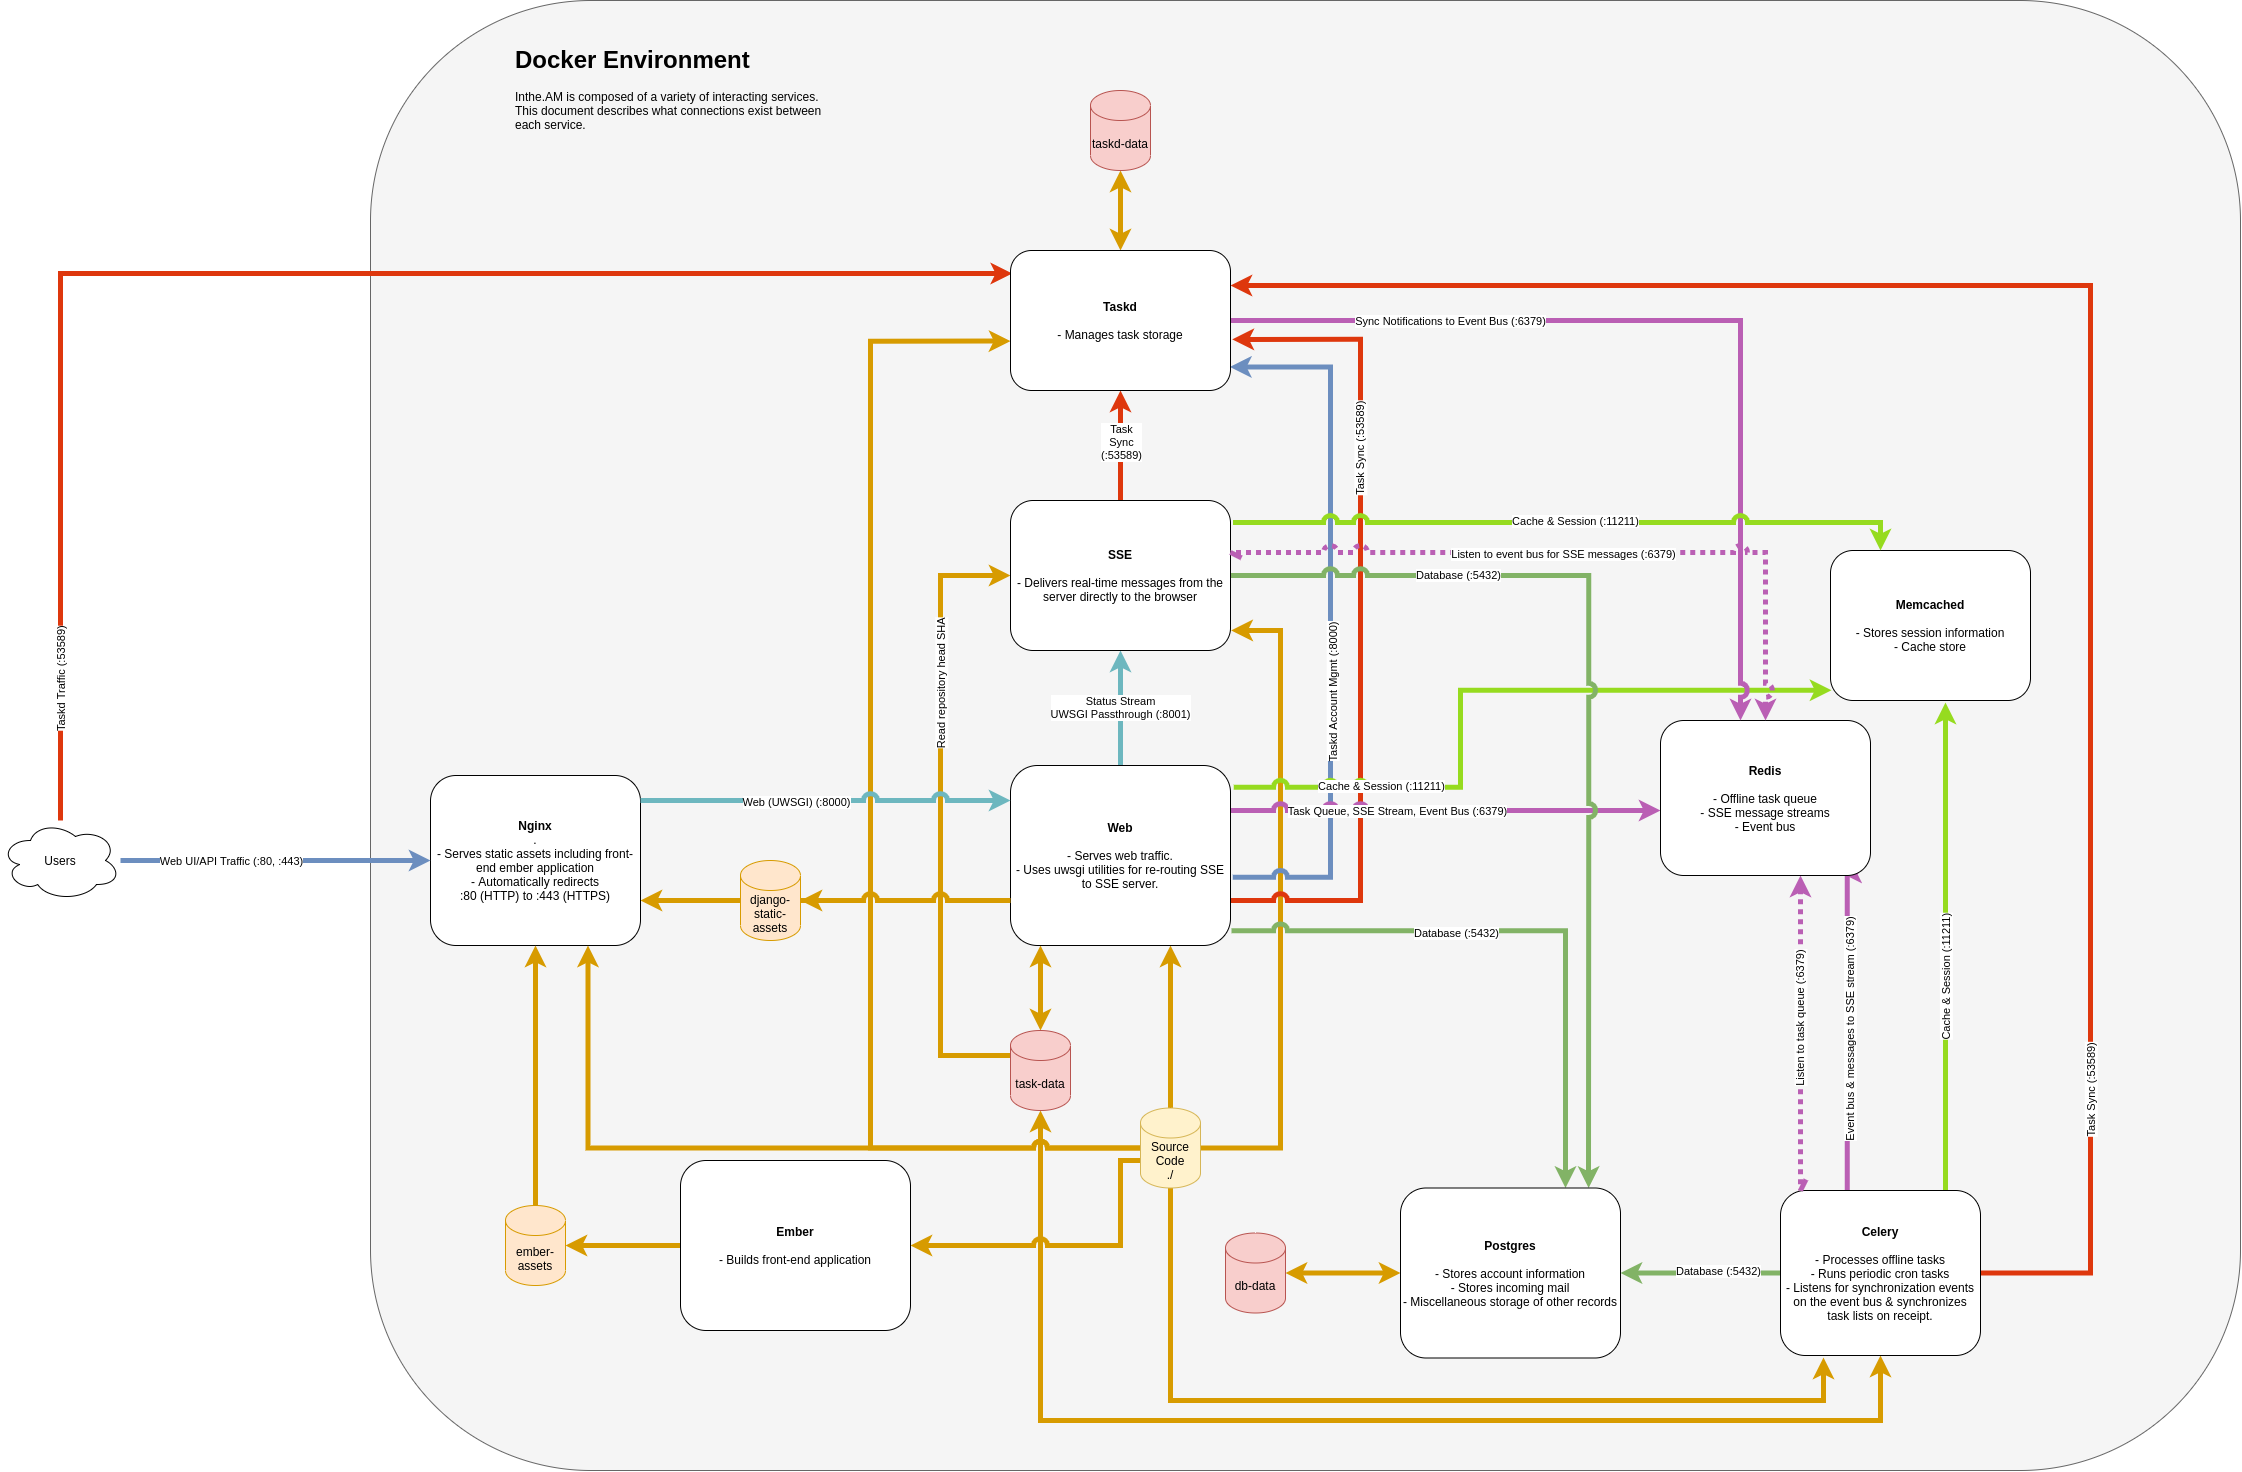 Docker Environment
Inthe.AM is composed of a variety of interacting services.
This document describes what connections exist between
each service.
taskd-data
Taskd
- Manages task storage
Sync Notifications to Event Bus (:6379)
Task
Sync
(:53589)
Task Sync (:53589)
SSE
- Delivers real-time messages from the
server directly to the browser
Cache & Session (:11211)
Listen to event bus for SSE messages (:6379)
Database (:5432)
Memcached
- Stores session information
- Cache store
Taskd Traffic (:53589)
Read repository head SHA
Status Stream
UWSGI Passthrough (:8001)
Taskd Account Mgmt (:8000)
Redis
- Offline task queue
- SSE message streams
- Event bus
Users
Web UI/API Traffic (:80, :443)
Nginx
.
- Serves static assets including front-
end ember application
- Automatically redirects
:80 (HTTP) to :443 (HTTPS)
Web (UWSGI) (:8000)
django-
static-
assets
Web
- Serves web traffic.
- Uses uwsgi utilities for re-routing SSE
to SSE server.
Cache & Session (:11211)
Task Queue, SSE Stream, Event Bus (:6379)
Database (:5432)
Listen to task queue (:6379)
Event bus & messages to SSE stream (:6379)
Cache & Session (:11211)
Task Sync (:53589)
task-data
Source
Code
./
ember-
assets
Ember
- Builds front-end application
db-data
Postgres
- Stores account information
- Stores incoming mail
- Miscellaneous storage of other records
Database (:5432)
Celery
- Processes offline tasks
- Runs periodic cron tasks
- Listens for synchronization events
on the event bus & synchronizes
task lists on receipt.